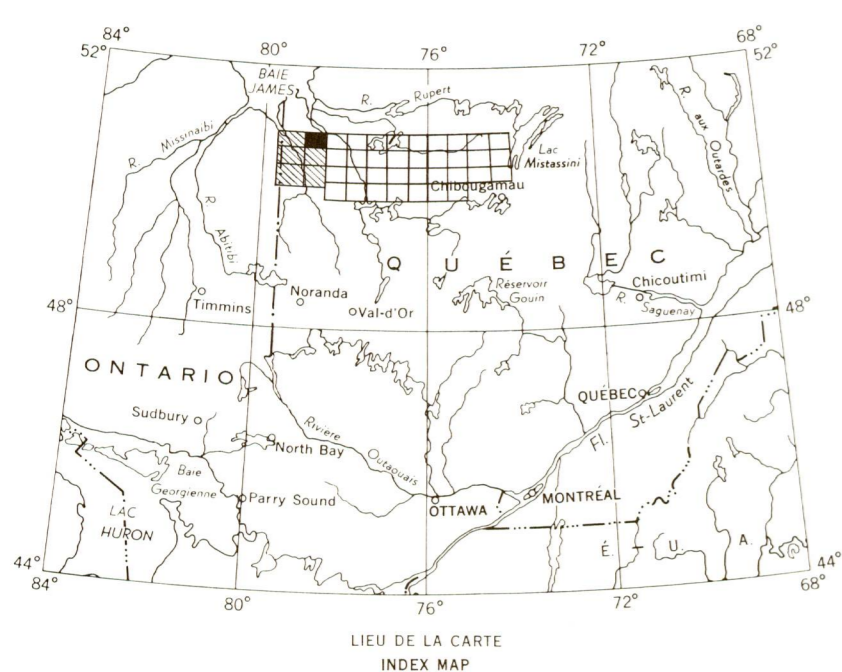 84°
52°
80°
76°
72°
68°
52°
BAIE
JAMES
R. Rupert
R. Missinaibi
R. aux Outardes
Lac
Mistassini
Chibougamau
R. Abitibi
QUÉBEC
Chicoutimi
R. Saguenay
Réservoir
Gouin
Timmins
Noranda
Val-d'Or
48°
48°
ONTARIO
QUÉBEC
Fl. St-Laurent
Sudbury
North Bay
Rivière Outaouais
Baie
Georgienne
Parry Sound
OTTAWA
MONTRÉAL
LAC
HURON
É. U. A.
44°
84°
80°
76°
72°
44°
68°
LIEU DE LA CARTE
INDEX MAP